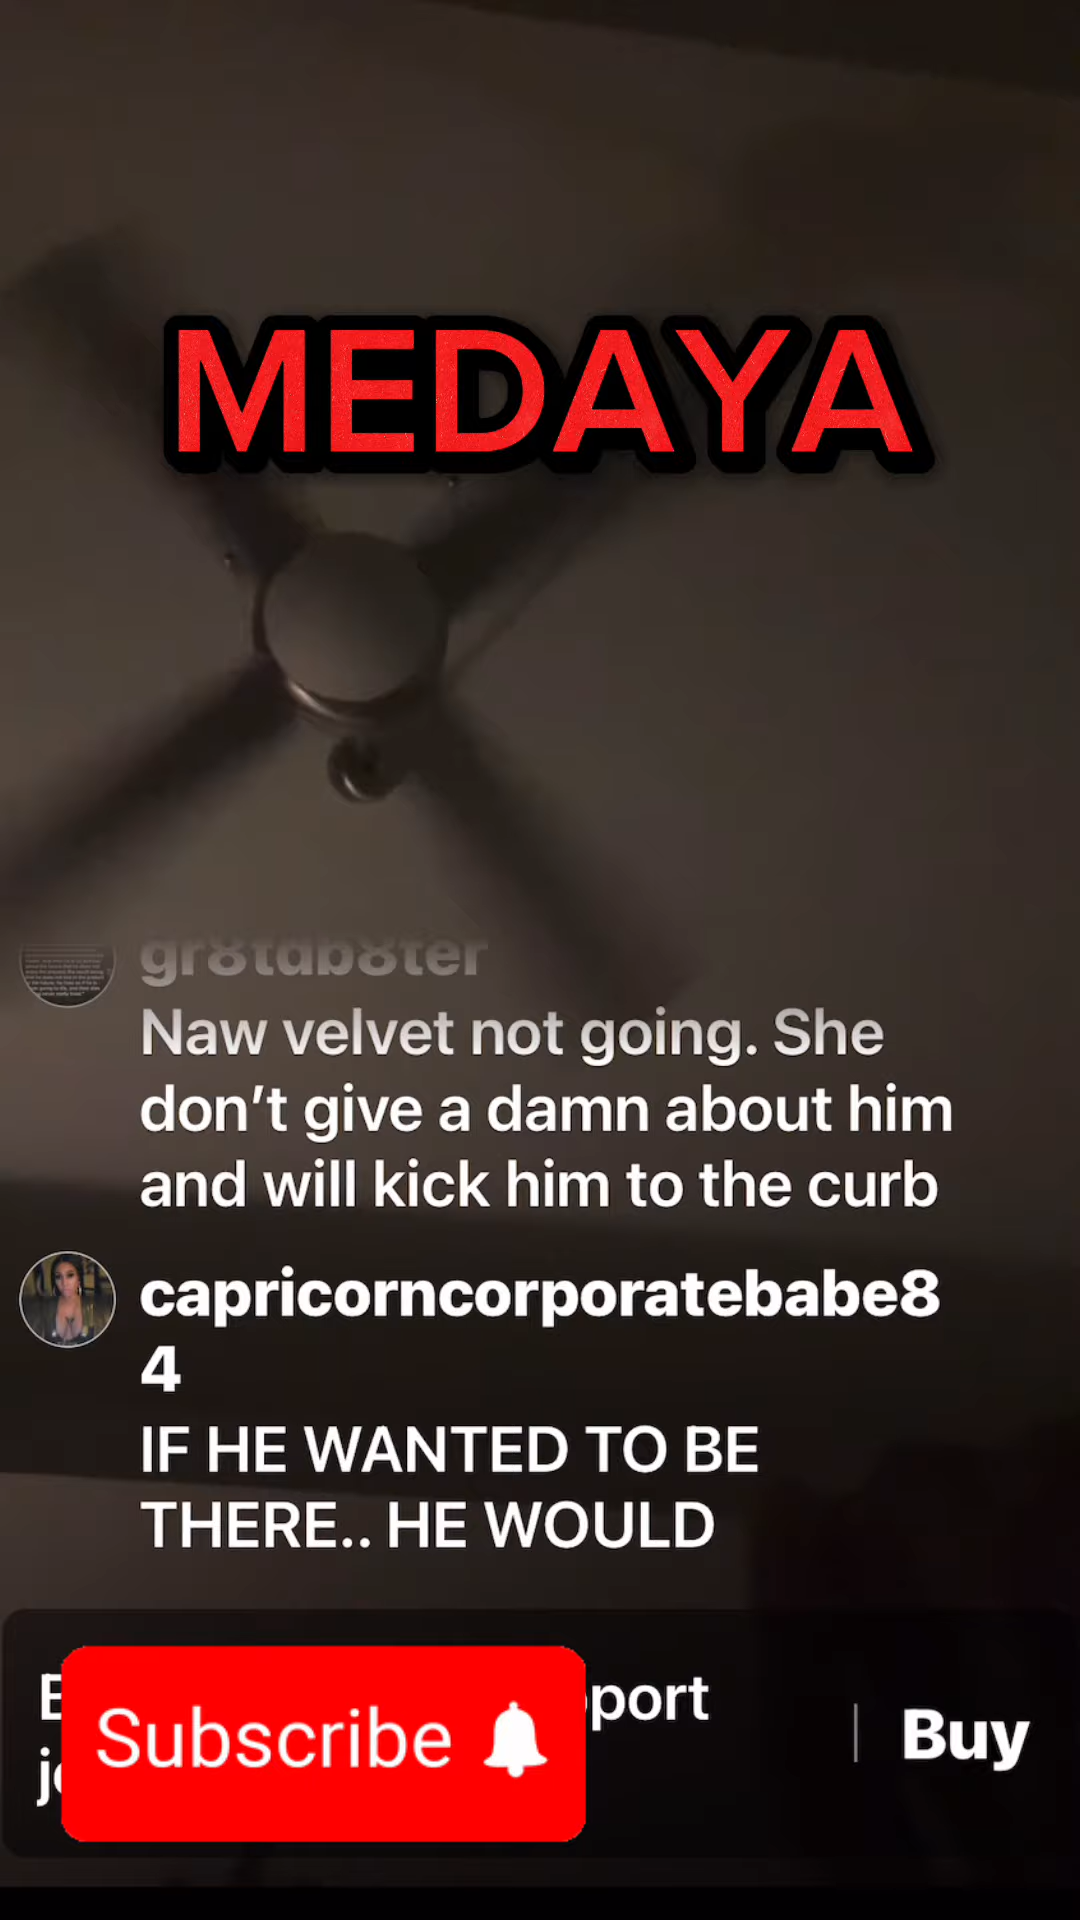 MEDAYA
gr8tdb8ter
Naw velvet not going. She
don’t give a damn about him
and will kick him to the curb
capricorncorporatebabe8
4
IF HE WANTED TO BE
THERE.. HE WOULD
Subscribe
Buy